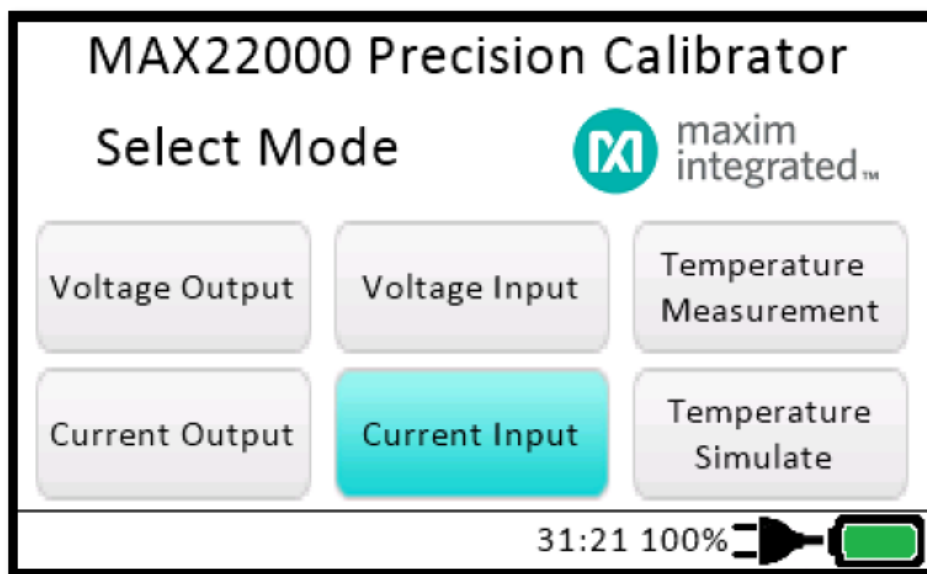 MAX22000 Precision Calibrator
Select Mode
maxim
integrated™
Voltage Output
Voltage Input
Temperature
Measurement
Current Output
Current Input
Temperature
Simulate
31:21 100%